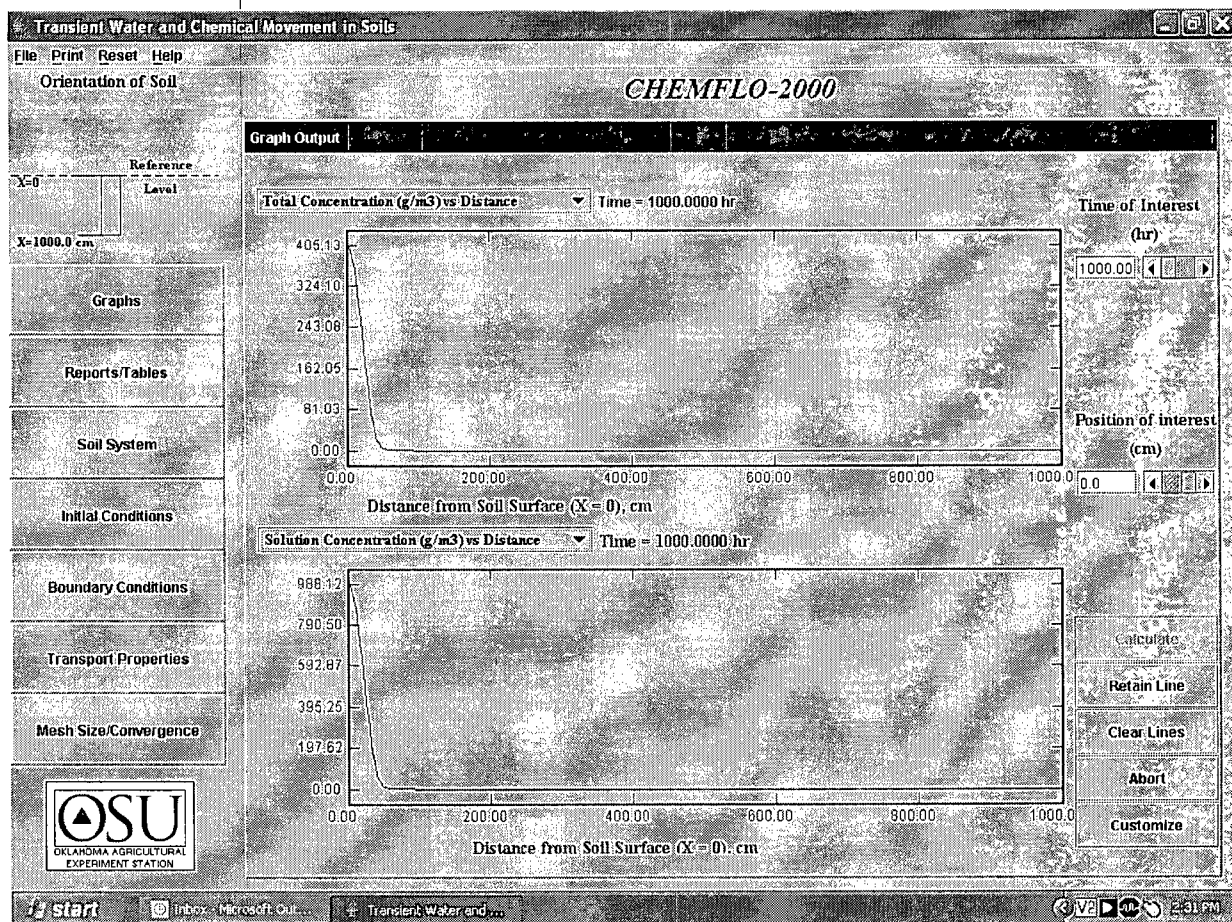 Transient Water and Chemical Movement in Soils
File Print Reset Help
Orientation of Soil
CHEMFLO-2000
Reference
X=0
Level
X=1000.0 cm
Graphs
Reports/Tables
Soil System
Initial Conditions
Boundary Conditions
Transport Properties
Mesh Size/Convergence
OSU
OKLAHOMA AGRICULTURAL
EXPERIMENT STATION
Graph Output
Total Concentration (g/m3) vs Distance Time = 1000.0000 hr
405.13
324.10
243.08
162.05
81.03
0.00
0.00 200.00 400.00 600.00 800.00 1000.0
Distance from Soil Surface (X = 0), cm
Solution Concentration (g/m3) vs Distance Time = 1000.0000 hr
988.12
790.50
592.87
395.25
197.62
0.00
0.00 200.00 400.00 600.00 800.00 1000.0
Distance from Soil Surface (X = 0), cm
Time of Interest
(hr)
1000.00
Position of interest
(cm)
0.0
Calculate
Retain Line
Clear Lines
Abort
Customize
start Inbox - Microsoft Out... Transient Water and ... 2:31 PM